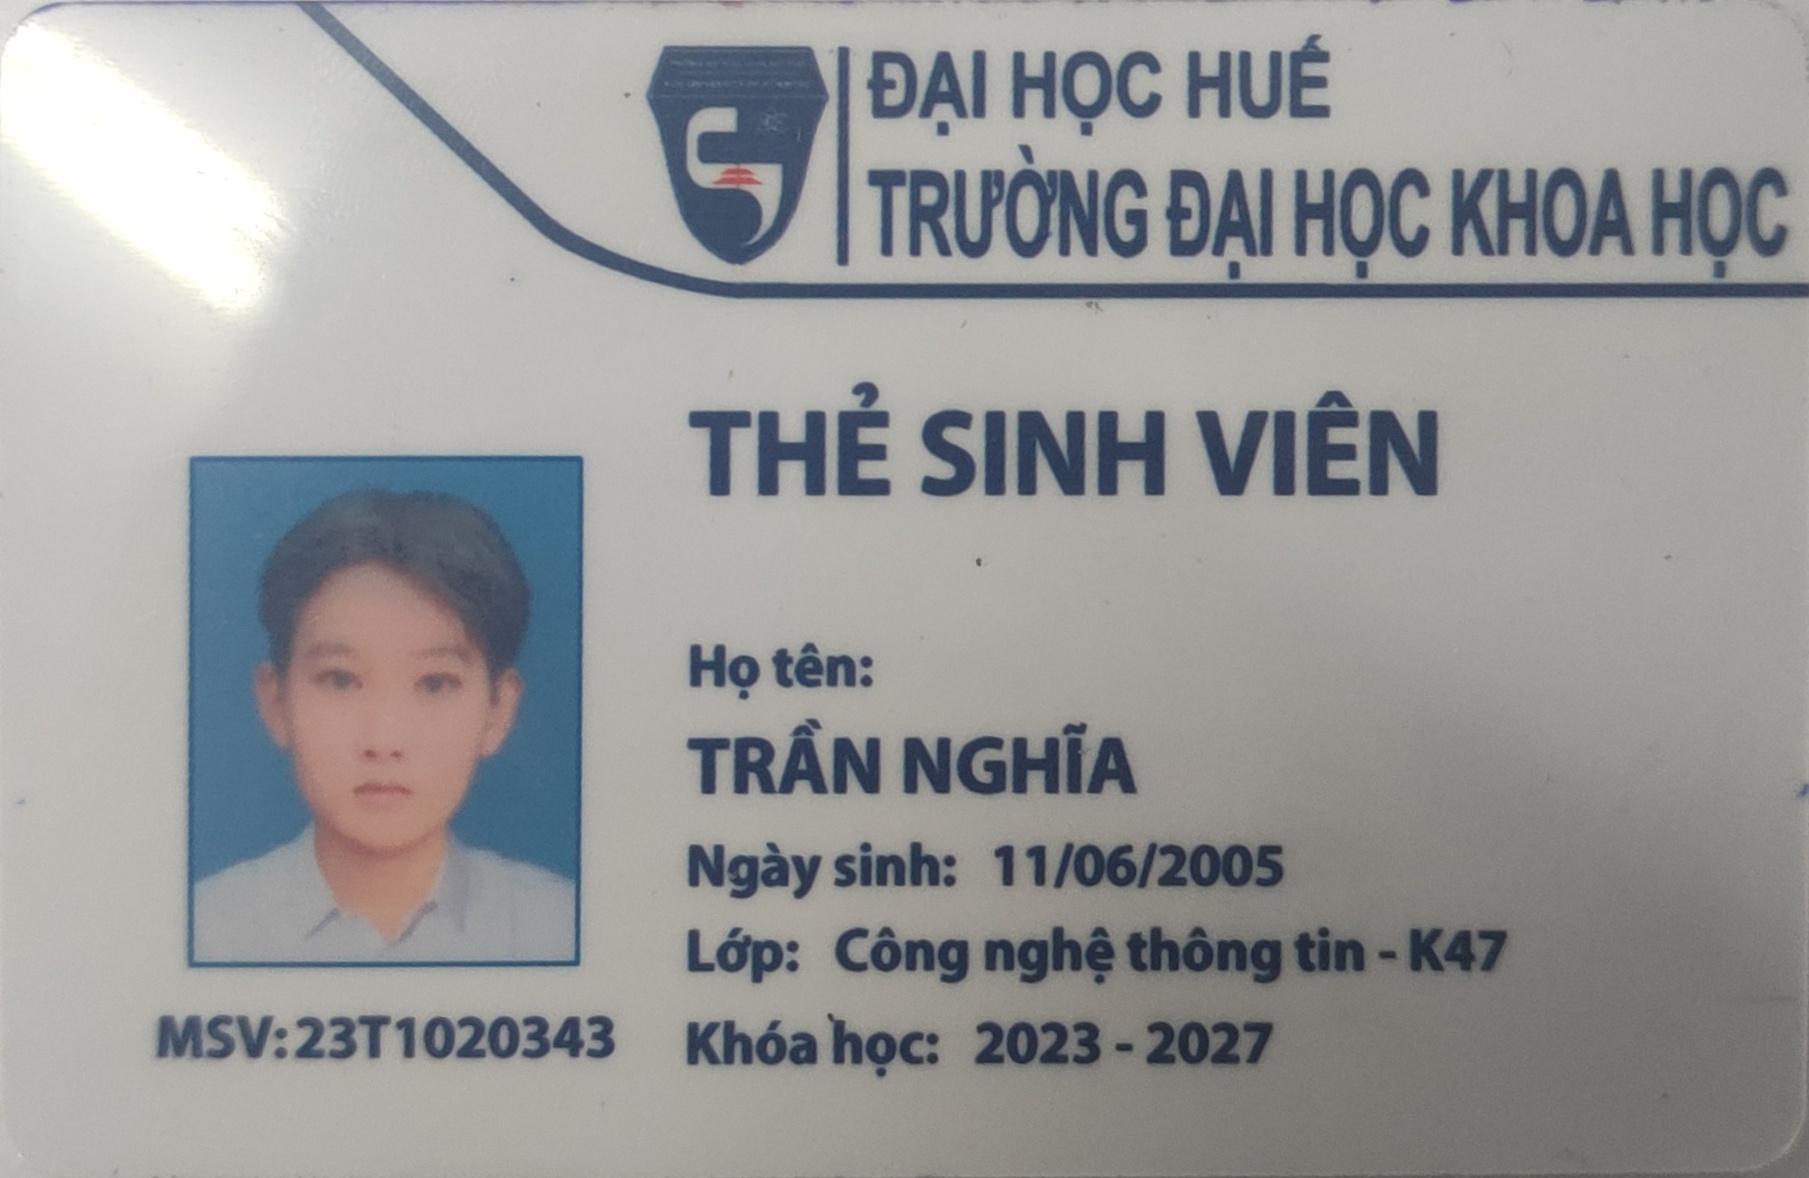 ĐẠI HỌC HUẾ
TRƯỜNG ĐẠI HỌC KHOA HỌC
THẺ SINH VIÊN
Họ tên:
TRẦN NGHĨA
Ngày sinh: 11/06/2005
Lớp: Công nghệ thông tin - K47
MSV:23T1020343
Khóa học: 2023 - 2027